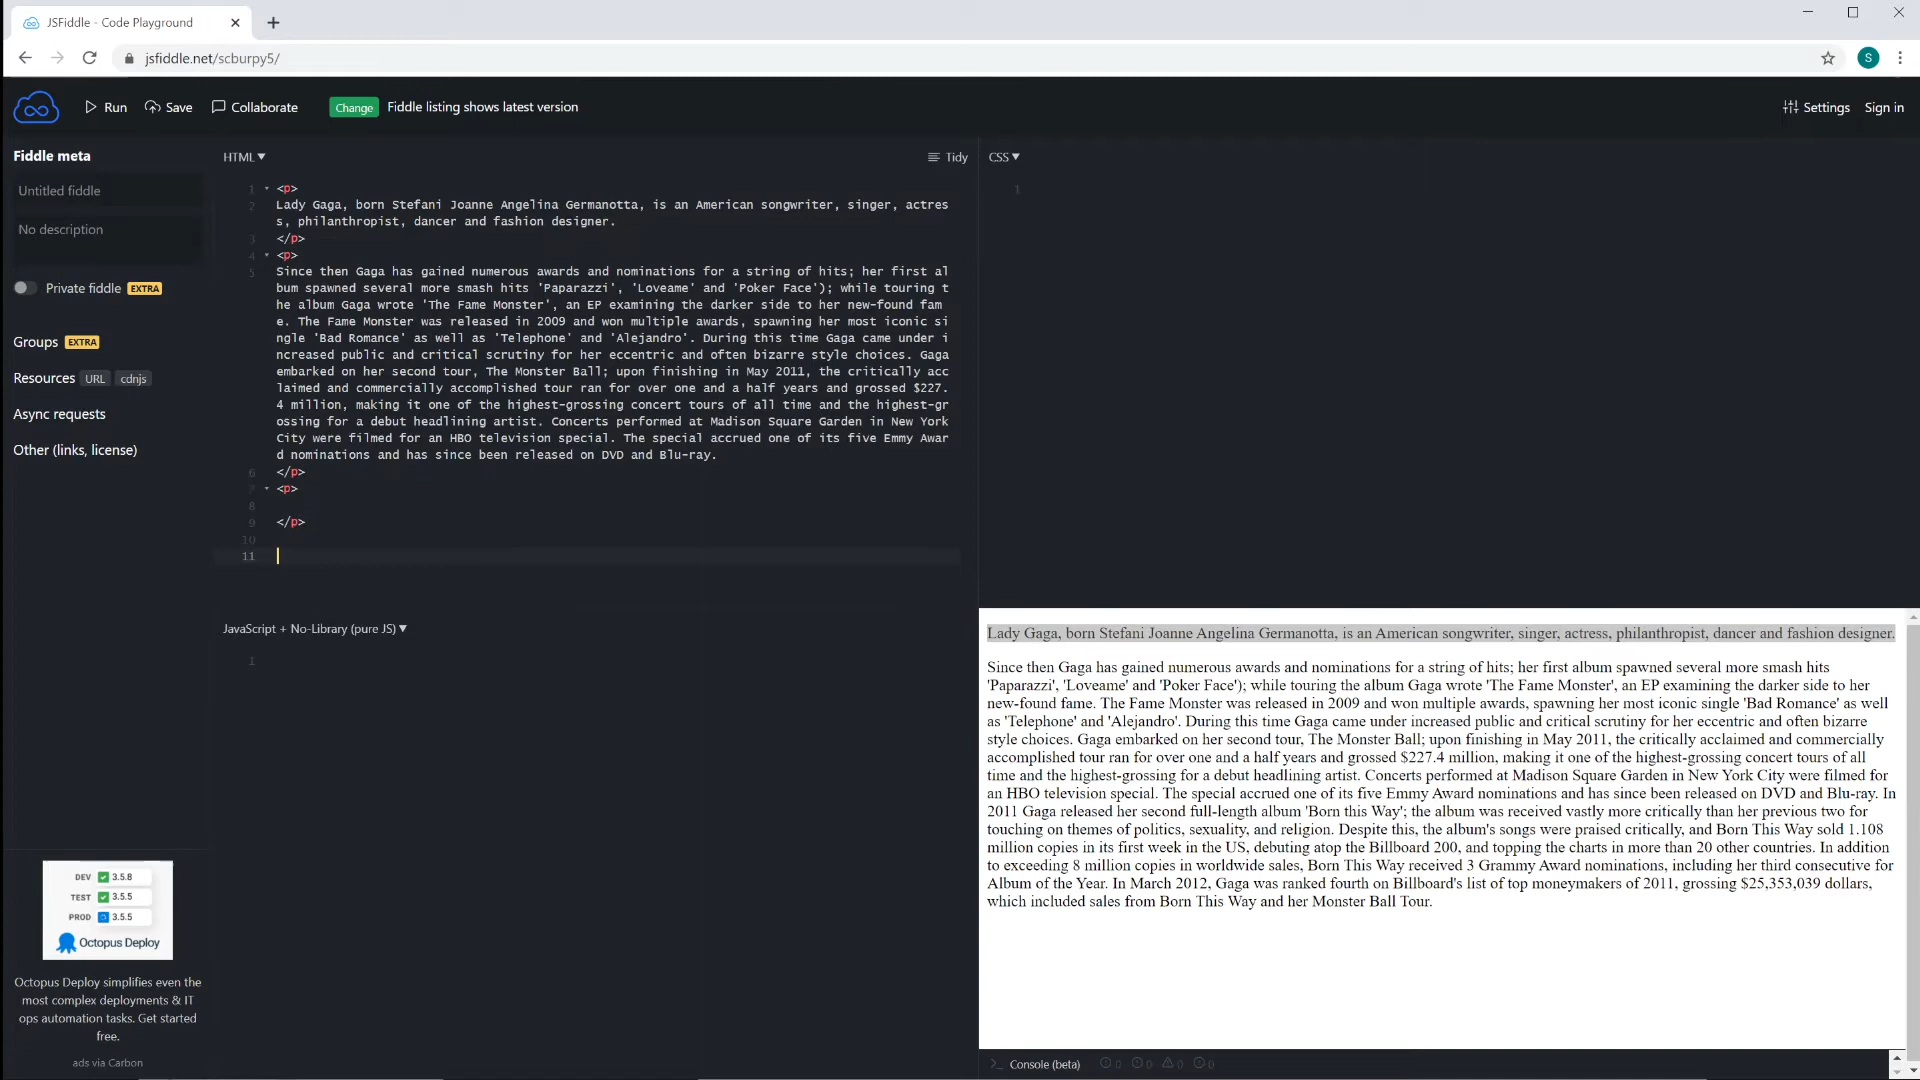 JSFiddle - Code Playground
jsfiddle.net/scburpy5/
S
Run
Save
Collaborate
Change
Fiddle listing shows latest version
Settings
Sign in
Fiddle meta
Untitled fiddle
No description
Private fiddle EXTRA
Groups EXTRA
Resources URL cdnjs
Async requests
Other (links, license)
DEV 3.5.8
TEST 3.5.5
PROD 3.5.5
Octopus Deploy
Octopus Deploy simplifies even the
most complex deployments & IT
ops automation tasks. Get started
free.
ads via Carbon
HTML
Tidy
1 <p>
2 Lady Gaga, born Stefani Joanne Angelina Germanotta, is an American songwriter, singer, actres
s, philanthropist, dancer and fashion designer.
3 </p>
4 <p>
5 Since then Gaga has gained numerous awards and nominations for a string of hits; her first al
bum spawned several more smash hits 'Paparazzi', 'Loveame' and 'Poker Face'); while touring t
he album Gaga wrote 'The Fame Monster', an EP examining the darker side to her new-found fam
e. The Fame Monster was released in 2009 and won multiple awards, spawning her most iconic si
ngle 'Bad Romance' as well as 'Telephone' and 'Alejandro'. During this time Gaga came under i
ncreased public and critical scrutiny for her eccentric and often bizarre style choices. Gaga
embarked on her second tour, The Monster Ball; upon finishing in May 2011, the critically acc
laimed and commercially accomplished tour ran for over one and a half years and grossed $227.
4 million, making it one of the highest-grossing concert tours of all time and the highest-gr
ossing for a debut headlining artist. Concerts performed at Madison Square Garden in New York
City were filmed for an HBO television special. The special accrued one of its five Emmy Awar
d nominations and has since been released on DVD and Blu-ray.
6 </p>
7 <p>
8
9 </p>
10
11
JavaScript + No-Library (pure JS)
1
CSS
1
Lady Gaga, born Stefani Joanne Angelina Germanotta, is an American songwriter, singer, actress, philanthropist, dancer and fashion designer.
Since then Gaga has gained numerous awards and nominations for a string of hits; her first album spawned several more smash hits
'Paparazzi', 'Loveame' and 'Poker Face'); while touring the album Gaga wrote 'The Fame Monster', an EP examining the darker side to her
new-found fame. The Fame Monster was released in 2009 and won multiple awards, spawning her most iconic single 'Bad Romance' as well
as 'Telephone' and 'Alejandro'. During this time Gaga came under increased public and critical scrutiny for her eccentric and often bizarre
style choices. Gaga embarked on her second tour, The Monster Ball; upon finishing in May 2011, the critically acclaimed and commercially
accomplished tour ran for over one and a half years and grossed $227.4 million, making it one of the highest-grossing concert tours of all
time and the highest-grossing for a debut headlining artist. Concerts performed at Madison Square Garden in New York City were filmed for
an HBO television special. The special accrued one of its five Emmy Award nominations and has since been released on DVD and Blu-ray. In
2011 Gaga released her second full-length album 'Born this Way'; the album was received vastly more critically than her previous two for
touching on themes of politics, sexuality, and religion. Despite this, the album's songs were praised critically, and Born This Way sold 1.108
million copies in its first week in the US, debuting atop the Billboard 200, and topping the charts in more than 20 other countries. In addition
to exceeding 8 million copies in worldwide sales, Born This Way received 3 Grammy Award nominations, including her third consecutive for
Album of the Year. In March 2012, Gaga was ranked fourth on Billboard's list of top moneymakers of 2011, grossing $25,353,039 dollars,
which included sales from Born This Way and her Monster Ball Tour.
>_ Console (beta) 0 0 0 0